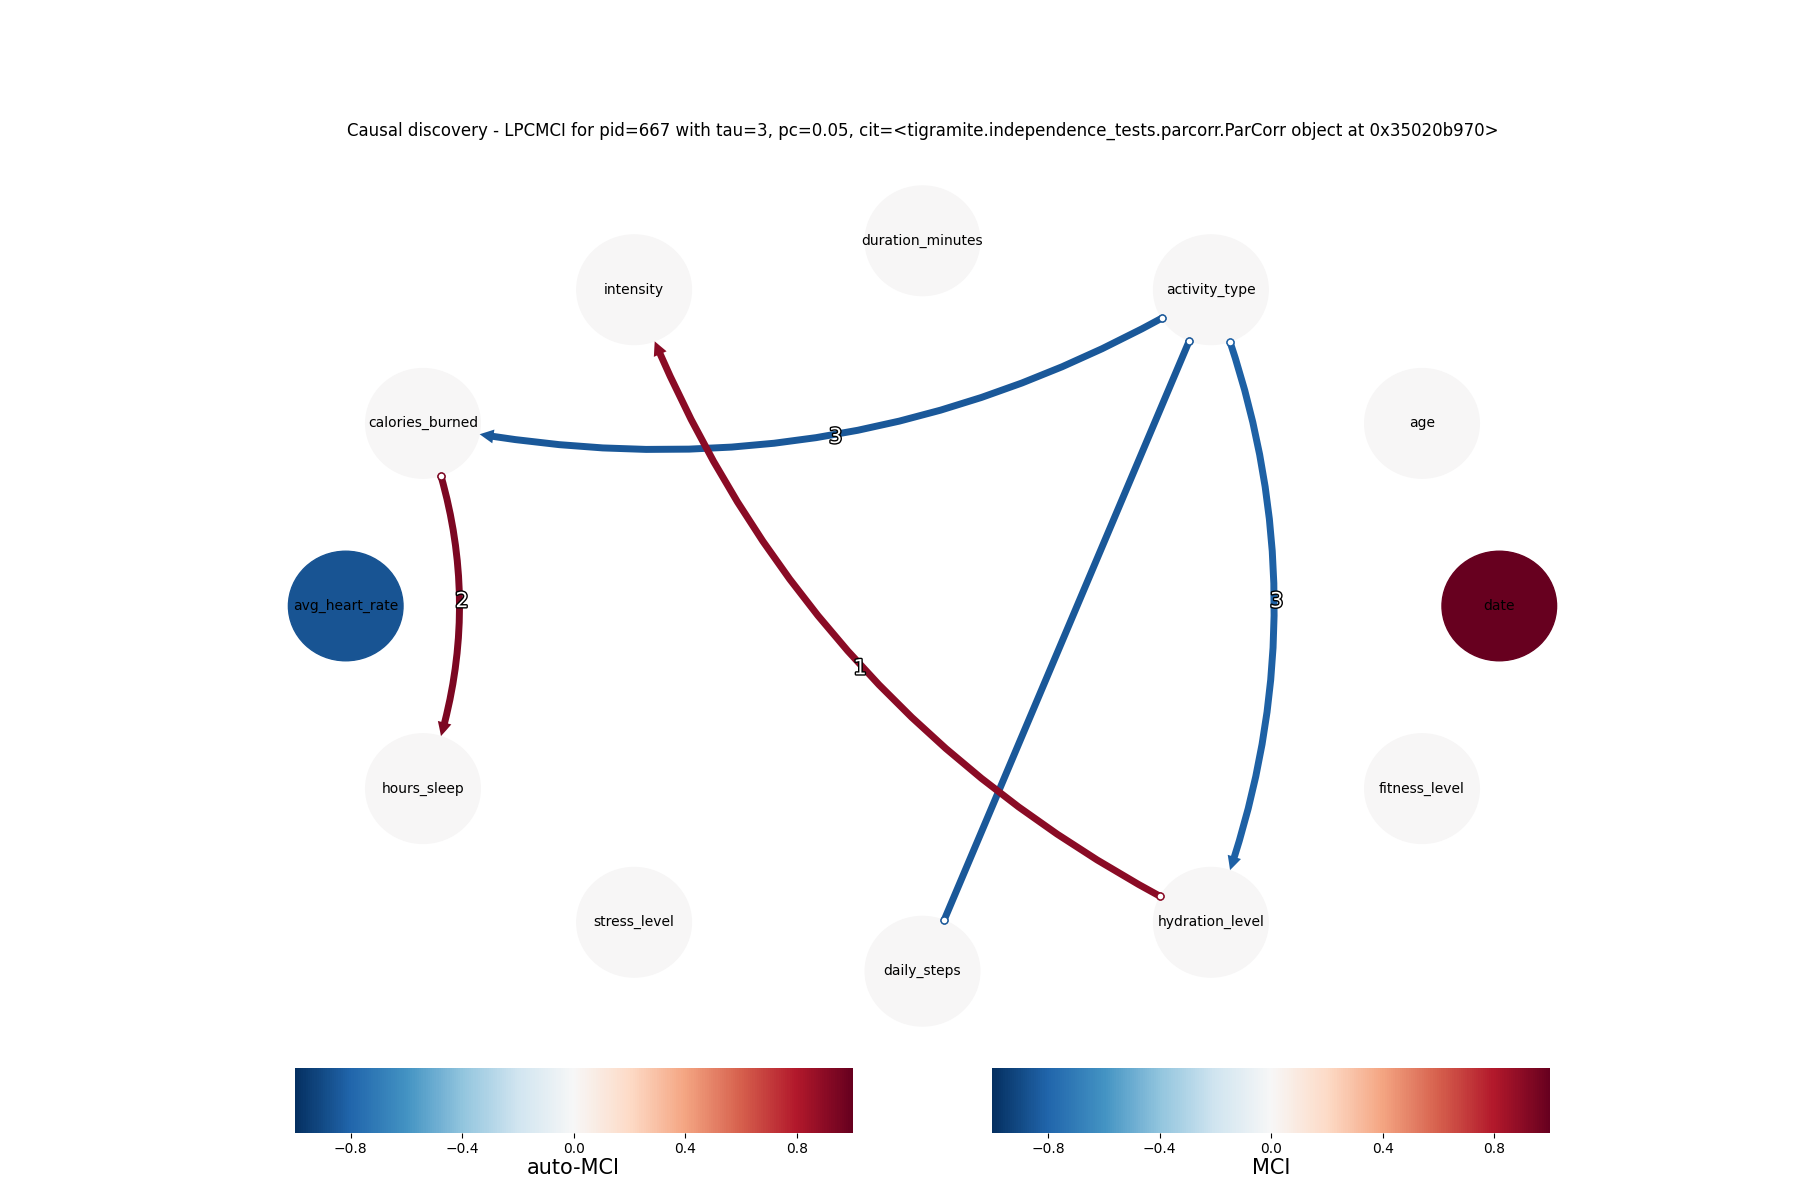 Causal discovery - LPCMCI for pid=667 with tau=3, pc=0.05, cit=<tigramite.independence_tests.parcorr.ParCorr object at 0x35020b970>
duration_minutes
intensity
activity_type
calories_burned
age
3
avg_heart_rate
2
3
date
1
hours_sleep
fitness_level
stress_level
hydration_level
daily_steps
−0.8 −0.4 0.0 0.4 0.8
auto-MCI
−0.8 −0.4 0.0 0.4 0.8
MCI